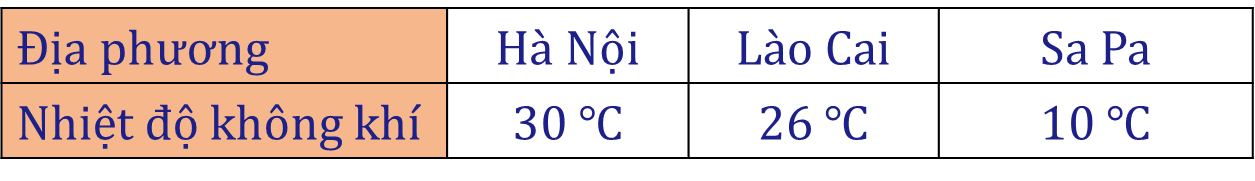 Địa phương Hà Nội Lào Cai Sa Pa
Nhiệt độ không khí 30 °C 26 °C 10 °C